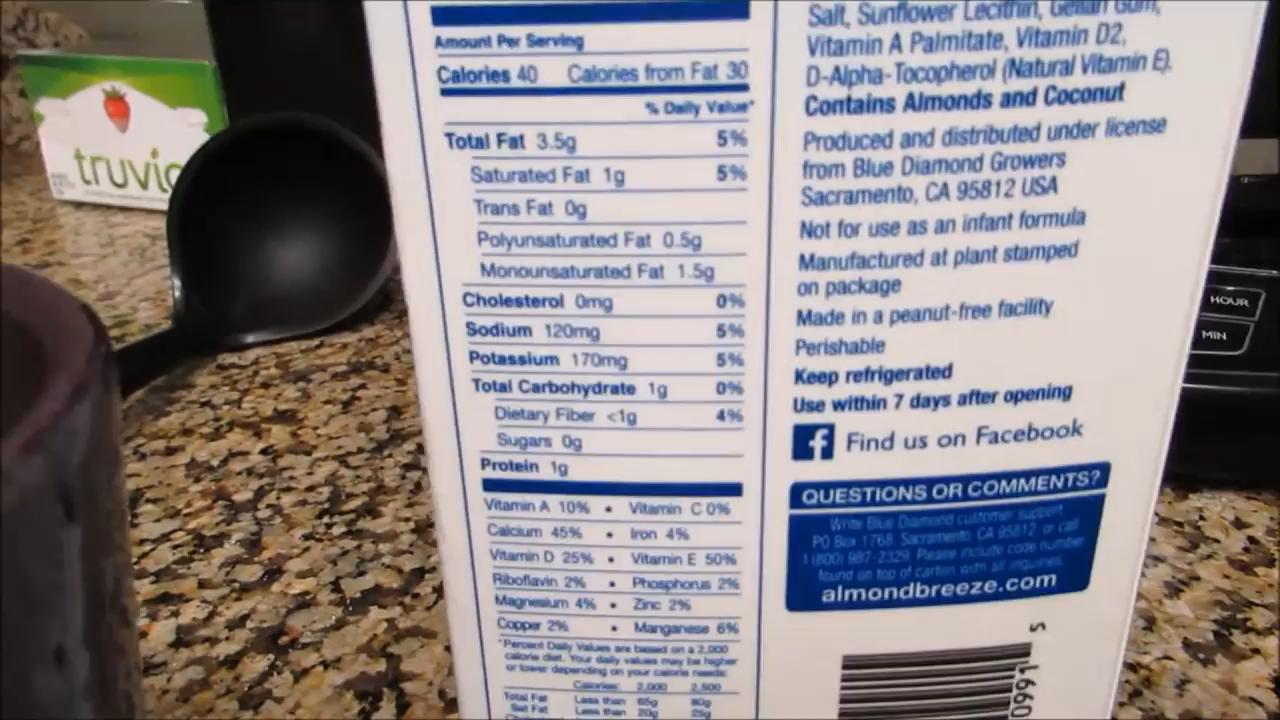 truvia
Amount Per Serving
Calories 40 Calories from Fat 30
% Daily Value*
Total Fat 3.5g 5%
Saturated Fat 1g 5%
Trans Fat 0g
Polyunsaturated Fat 0.5g
Monounsaturated Fat 1.5g
Cholesterol 0mg 0%
Sodium 120mg 5%
Potassium 170mg 5%
Total Carbohydrate 1g 0%
Dietary Fiber <1g 4%
Sugars 0g
Protein 1g
Vitamin A 10% • Vitamin C 0%
Calcium 45% • Iron 4%
Vitamin D 25% • Vitamin E 50%
Riboflavin 2% • Phosphorus 2%
Magnesium 4% • Zinc 2%
Copper 2% • Manganese 6%
*Percent Daily Values are based on a 2,000
calorie diet. Your daily values may be higher
or lower depending on your calorie needs:
Calories: 2,000 2,500
Total Fat Less than 65g 80g
Sat Fat Less than 20g 25g
Salt, Sunflower Lecithin, Gellan Gum,
Vitamin A Palmitate, Vitamin D2,
D-Alpha-Tocopherol (Natural Vitamin E).
Contains Almonds and Coconut
Produced and distributed under license
from Blue Diamond Growers
Sacramento, CA 95812 USA
Not for use as an infant formula
Manufactured at plant stamped
on package
Made in a peanut-free facility
Perishable
Keep refrigerated
Use within 7 days after opening
f Find us on Facebook
QUESTIONS OR COMMENTS?
Write Blue Diamond customer support,
PO Box 1768, Sacramento, CA 95812 or call
1 (800) 987-2329. Please include code number
found on top of carton with all inquiries.
almondbreeze.com
5
HOUR
MIN